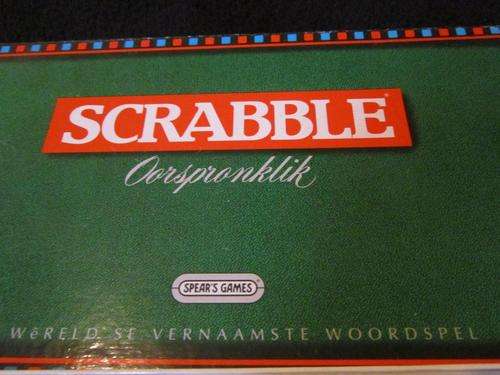 SCRABBLE
Oorspronklik
SPEAR'S GAMES
WêRELD SE VERNAAMSTE WOORDSPEL